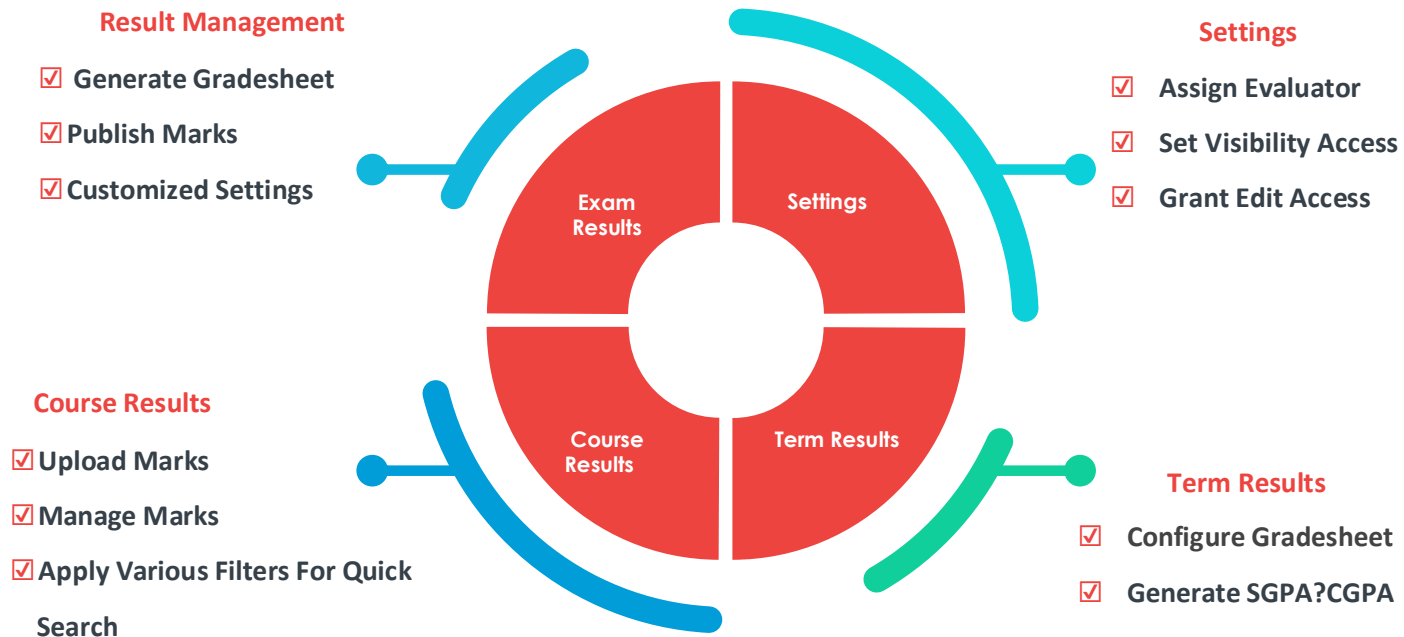 Result Management
Generate Gradesheet
Publish Marks
Customized Settings
Settings
Assign Evaluator
Set Visibility Access
Grant Edit Access
Exam
Results
Settings
Course
Results
Term Results
Course Results
Upload Marks
Manage Marks
Apply Various Filters For Quick
Search
Term Results
Configure Gradesheet
Generate SGPA?CGPA